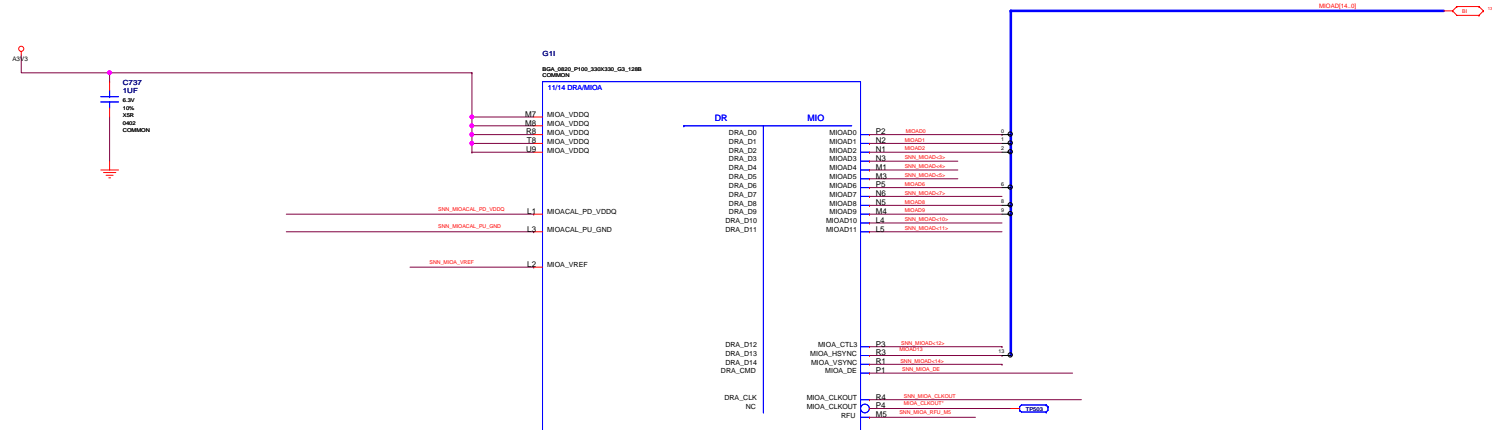 MIOAD[14..0]
BI
13
A3V3
G1I
BGA_0820_P100_330X330_G3_128B
COMMON
11/14 DRA/MIOA
C737
1UF
6.3V
10%
X5R
0402
COMMON
DR MIO
M7 MIOA_VDDQ
M8 MIOA_VDDQ
R8 MIOA_VDDQ
T8 MIOA_VDDQ
U9 MIOA_VDDQ
DRA_D0 MIOAD0 P2 MIOAD0 0
DRA_D1 MIOAD1 N2 MIOAD1 1
DRA_D2 MIOAD2 N1 MIOAD2 2
DRA_D3 MIOAD3 N3 SNN_MIOAD<3>
DRA_D4 MIOAD4 M1 SNN_MIOAD<4>
DRA_D5 MIOAD5 M3 SNN_MIOAD<5>
DRA_D6 MIOAD6 P5 MIOAD6 6
DRA_D7 MIOAD7 N6 SNN_MIOAD<7>
DRA_D8 MIOAD8 N5 MIOAD8 8
SNN_MIOACAL_PD_VDDQ L1 MIOACAL_PD_VDDQ DRA_D9 MIOAD9 M4 MIOAD9 9
DRA_D10 MIOAD10 L4 SNN_MIOAD<10>
SNN_MIOACAL_PU_GND L3 MIOACAL_PU_GND DRA_D11 MIOAD11 L5 SNN_MIOAD<11>
SNN_MIOA_VREF L2 MIOA_VREF
DRA_D12 MIOA_CTL3 P3 SNN_MIOAD<12>
DRA_D13 MIOA_HSYNC R3 MIOAD13 13
DRA_D14 MIOA_VSYNC R1 SNN_MIOAD<14>
DRA_CMD MIOA_DE P1 SNN_MIOA_DE
DRA_CLK MIOA_CLKOUT R4 SNN_MIOA_CLKOUT
NC MIOA_CLKOUT P4 MIOA_CLKOUT* TP503
RFU M5 SNN_MIOA_RFU_M5